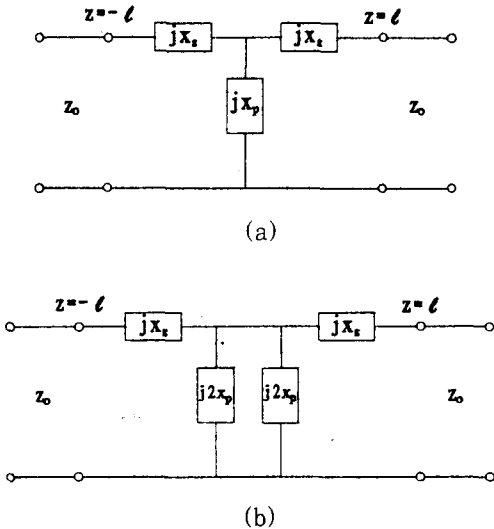 z=-ℓ z=ℓ
jx_s jx_s
z_o jx_p z_o
(a)
z=-ℓ z=ℓ
jx_s jx_s
z_o j2x_p j2x_p z_o
(b)